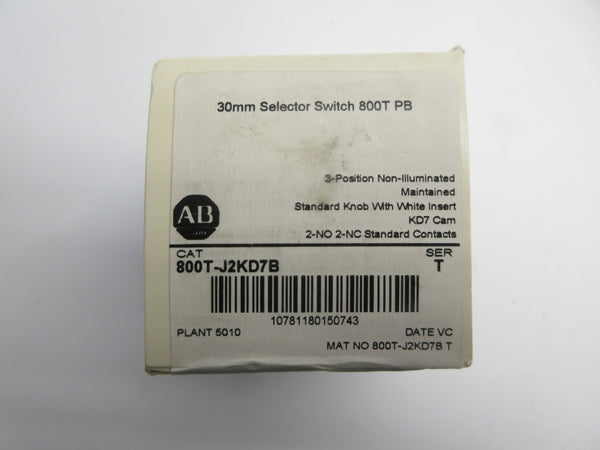 30mm Selector Switch 800T PB
3-Position Non-Illuminated
Maintained
Standard Knob With White Insert
KD7 Cam
2-NO 2-NC Standard Contacts
AB
CAT
SER
800T-J2KD7B
T
10781180150743
PLANT 5010
DATE VC
MAT NO 800T-J2KD7B T